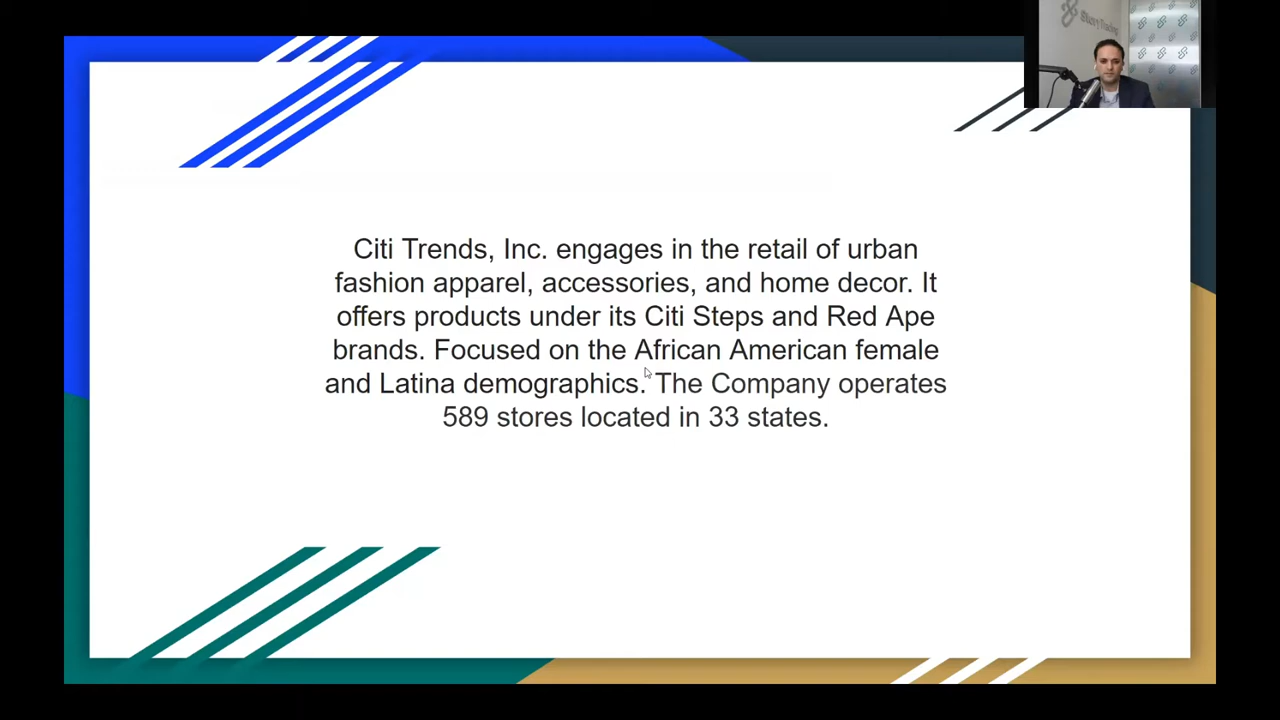 Citi Trends, Inc. engages in the retail of urban
fashion apparel, accessories, and home decor. It
offers products under its Citi Steps and Red Ape
brands. Focused on the African American female
and Latina demographics. The Company operates
589 stores located in 33 states.